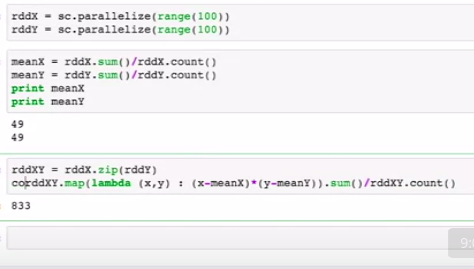 rddX = sc.parallelize(range(100))
rddY = sc.parallelize(range(100))
meanX = rddX.sum()/rddX.count()
meanY = rddY.sum()/rddY.count()
print meanX
print meanY
49
49
rddXY = rddX.zip(rddY)
corddXY.map(lambda (x,y) : (x-meanX)*(y-meanY)).sum()/rddXY.count()
833